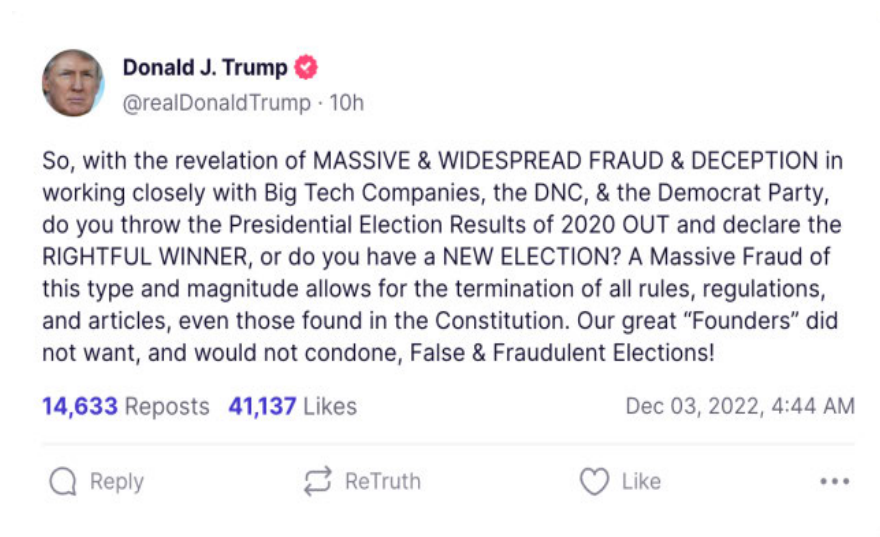 Donald J. Trump
@realDonaldTrump · 10h
So, with the revelation of MASSIVE & WIDESPREAD FRAUD & DECEPTION in
working closely with Big Tech Companies, the DNC, & the Democrat Party,
do you throw the Presidential Election Results of 2020 OUT and declare the
RIGHTFUL WINNER, or do you have a NEW ELECTION? A Massive Fraud of
this type and magnitude allows for the termination of all rules, regulations,
and articles, even those found in the Constitution. Our great “Founders” did
not want, and would not condone, False & Fraudulent Elections!
14,633 Reposts 41,137 Likes Dec 03, 2022, 4:44 AM
Reply ReTruth Like